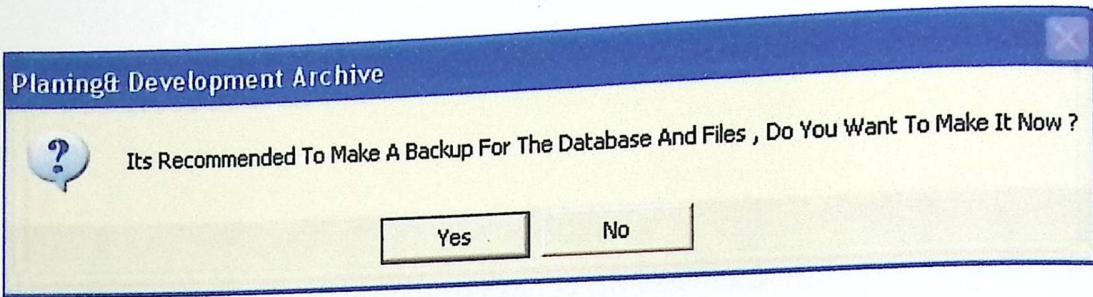 Planing& Development Archive
Its Recommended To Make A Backup For The Database And Files , Do You Want To Make It Now ?
Yes
No